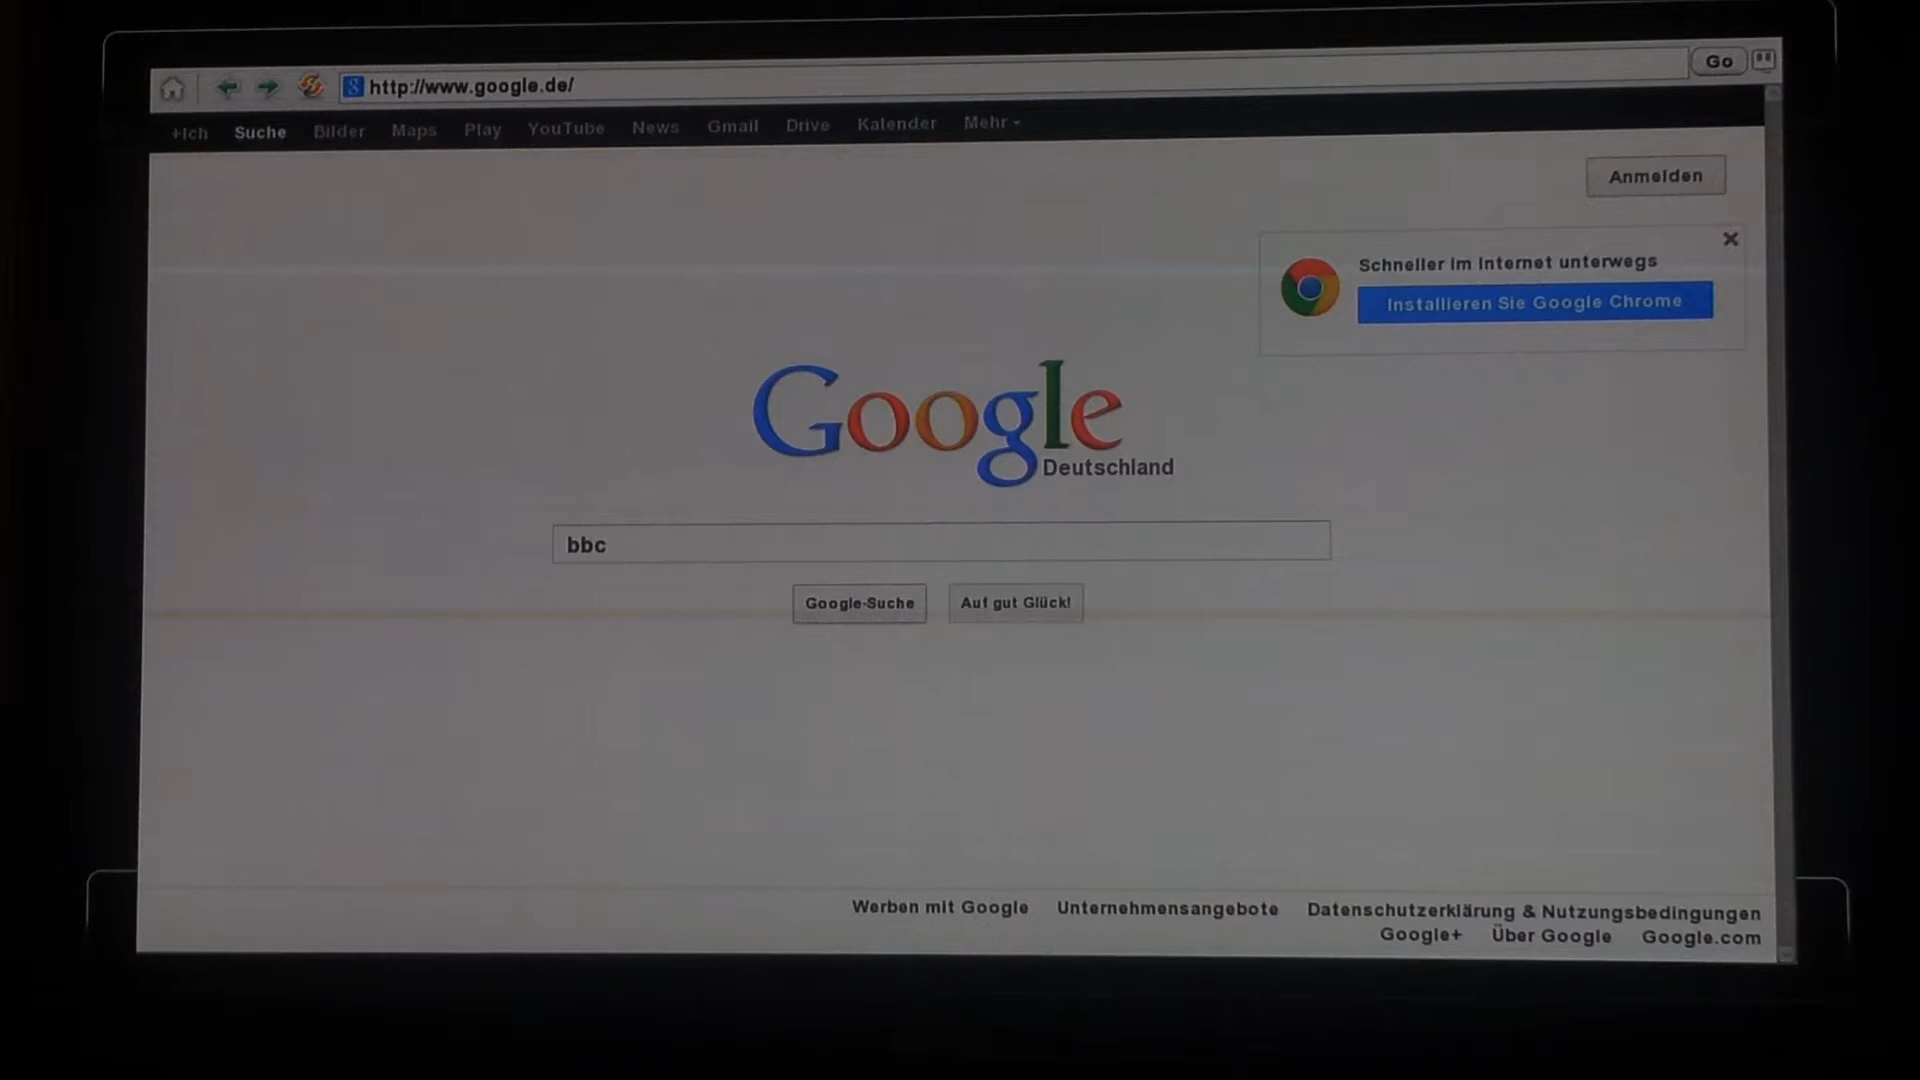 http://www.google.de/ Go
+Ich Suche Bilder Maps Play YouTube News Gmail Drive Kalender Mehr
Anmelden
Schneller im Internet unterwegs
Installieren Sie Google Chrome
Google
Deutschland
bbc
Google-Suche Auf gut Glück!
Werben mit Google Unternehmensangebote Datenschutzerklärung & Nutzungsbedingungen
Google+ Über Google Google.com